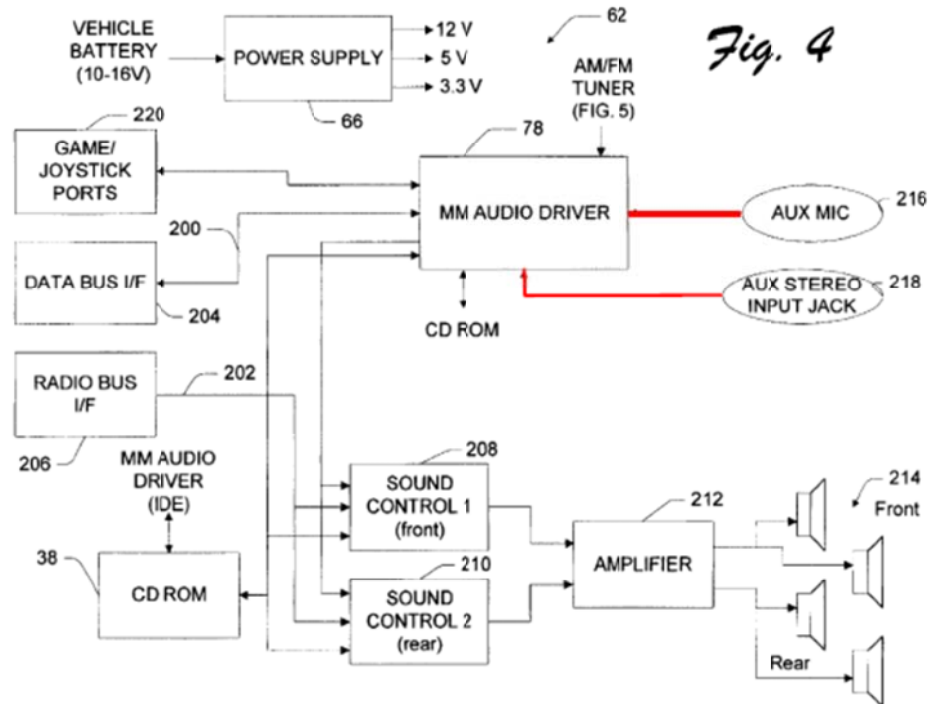 Fig. 4
VEHICLE
BATTERY
(10-16V)
POWER SUPPLY
66
12 V
5 V
3.3 V
62
AM/FM
TUNER
(FIG. 5)
220
GAME/
JOYSTICK
PORTS
78
MM AUDIO DRIVER
AUX MIC
216
200
DATA BUS I/F
204
AUX STEREO
INPUT JACK
218
CD ROM
RADIO BUS
I/F
206
202
MM AUDIO
DRIVER
(IDE)
38
CD ROM
208
SOUND
CONTROL 1
(front)
210
SOUND
CONTROL 2
(rear)
212
AMPLIFIER
214
Front
Rear